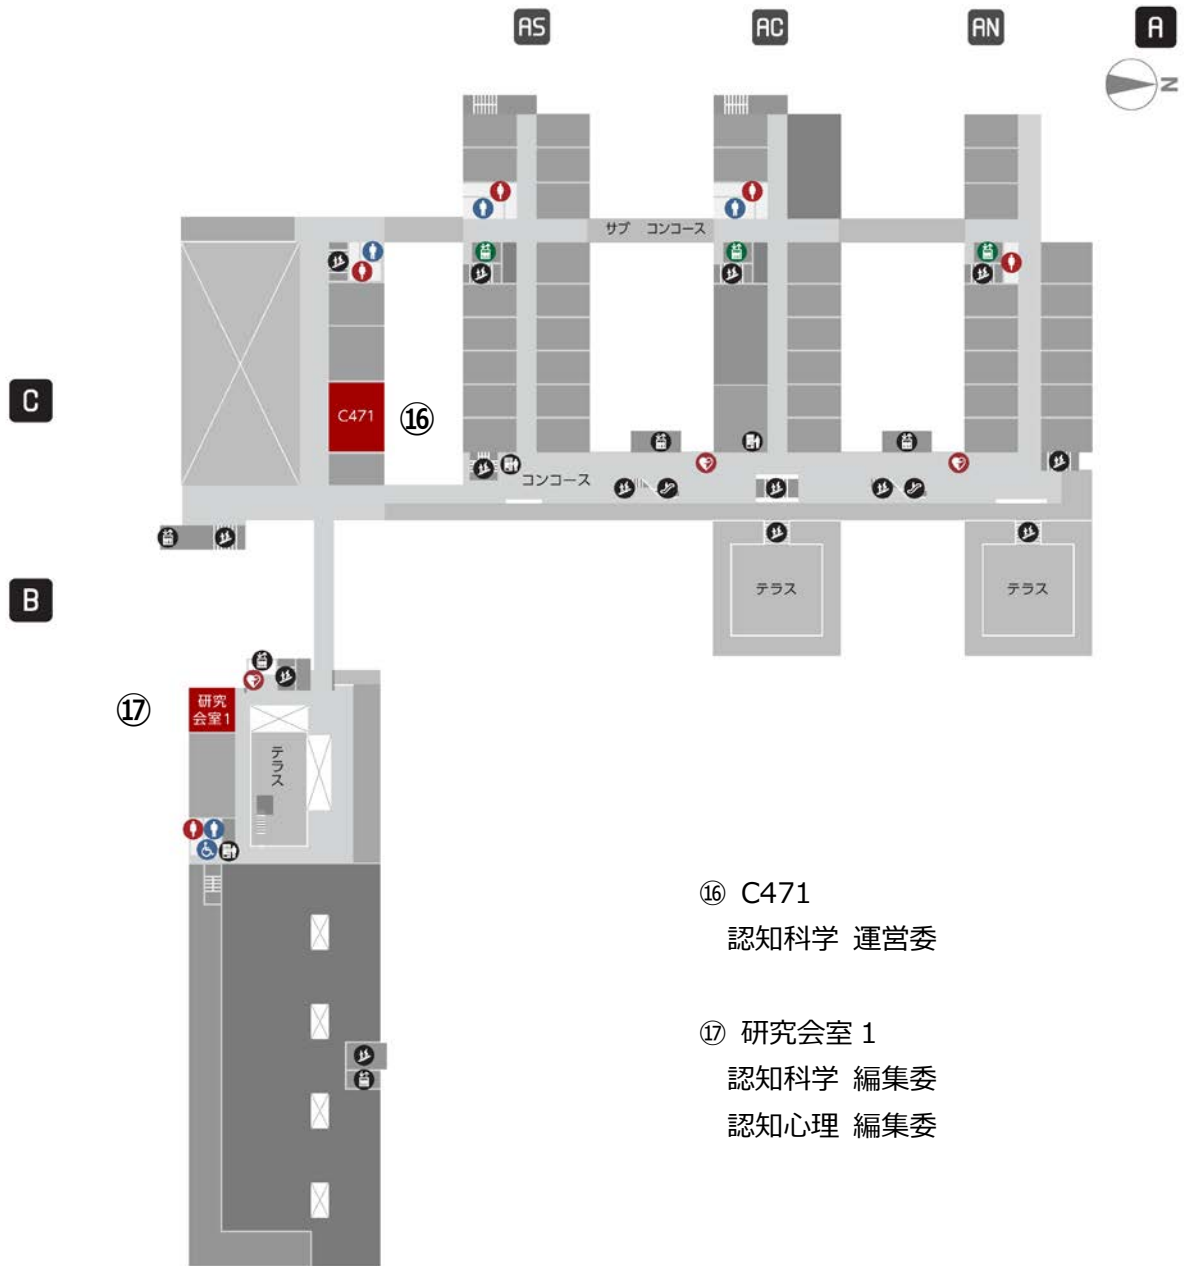 AS
AC
AN
A
N
サブ コンコース
C
C471
⑯
コンコース
テラス
テラス
B
⑰
研究
会室1
テラス
⑯ C471
認知科学 運営委
⑰ 研究会室 1
認知科学 編集委
認知心理 編集委